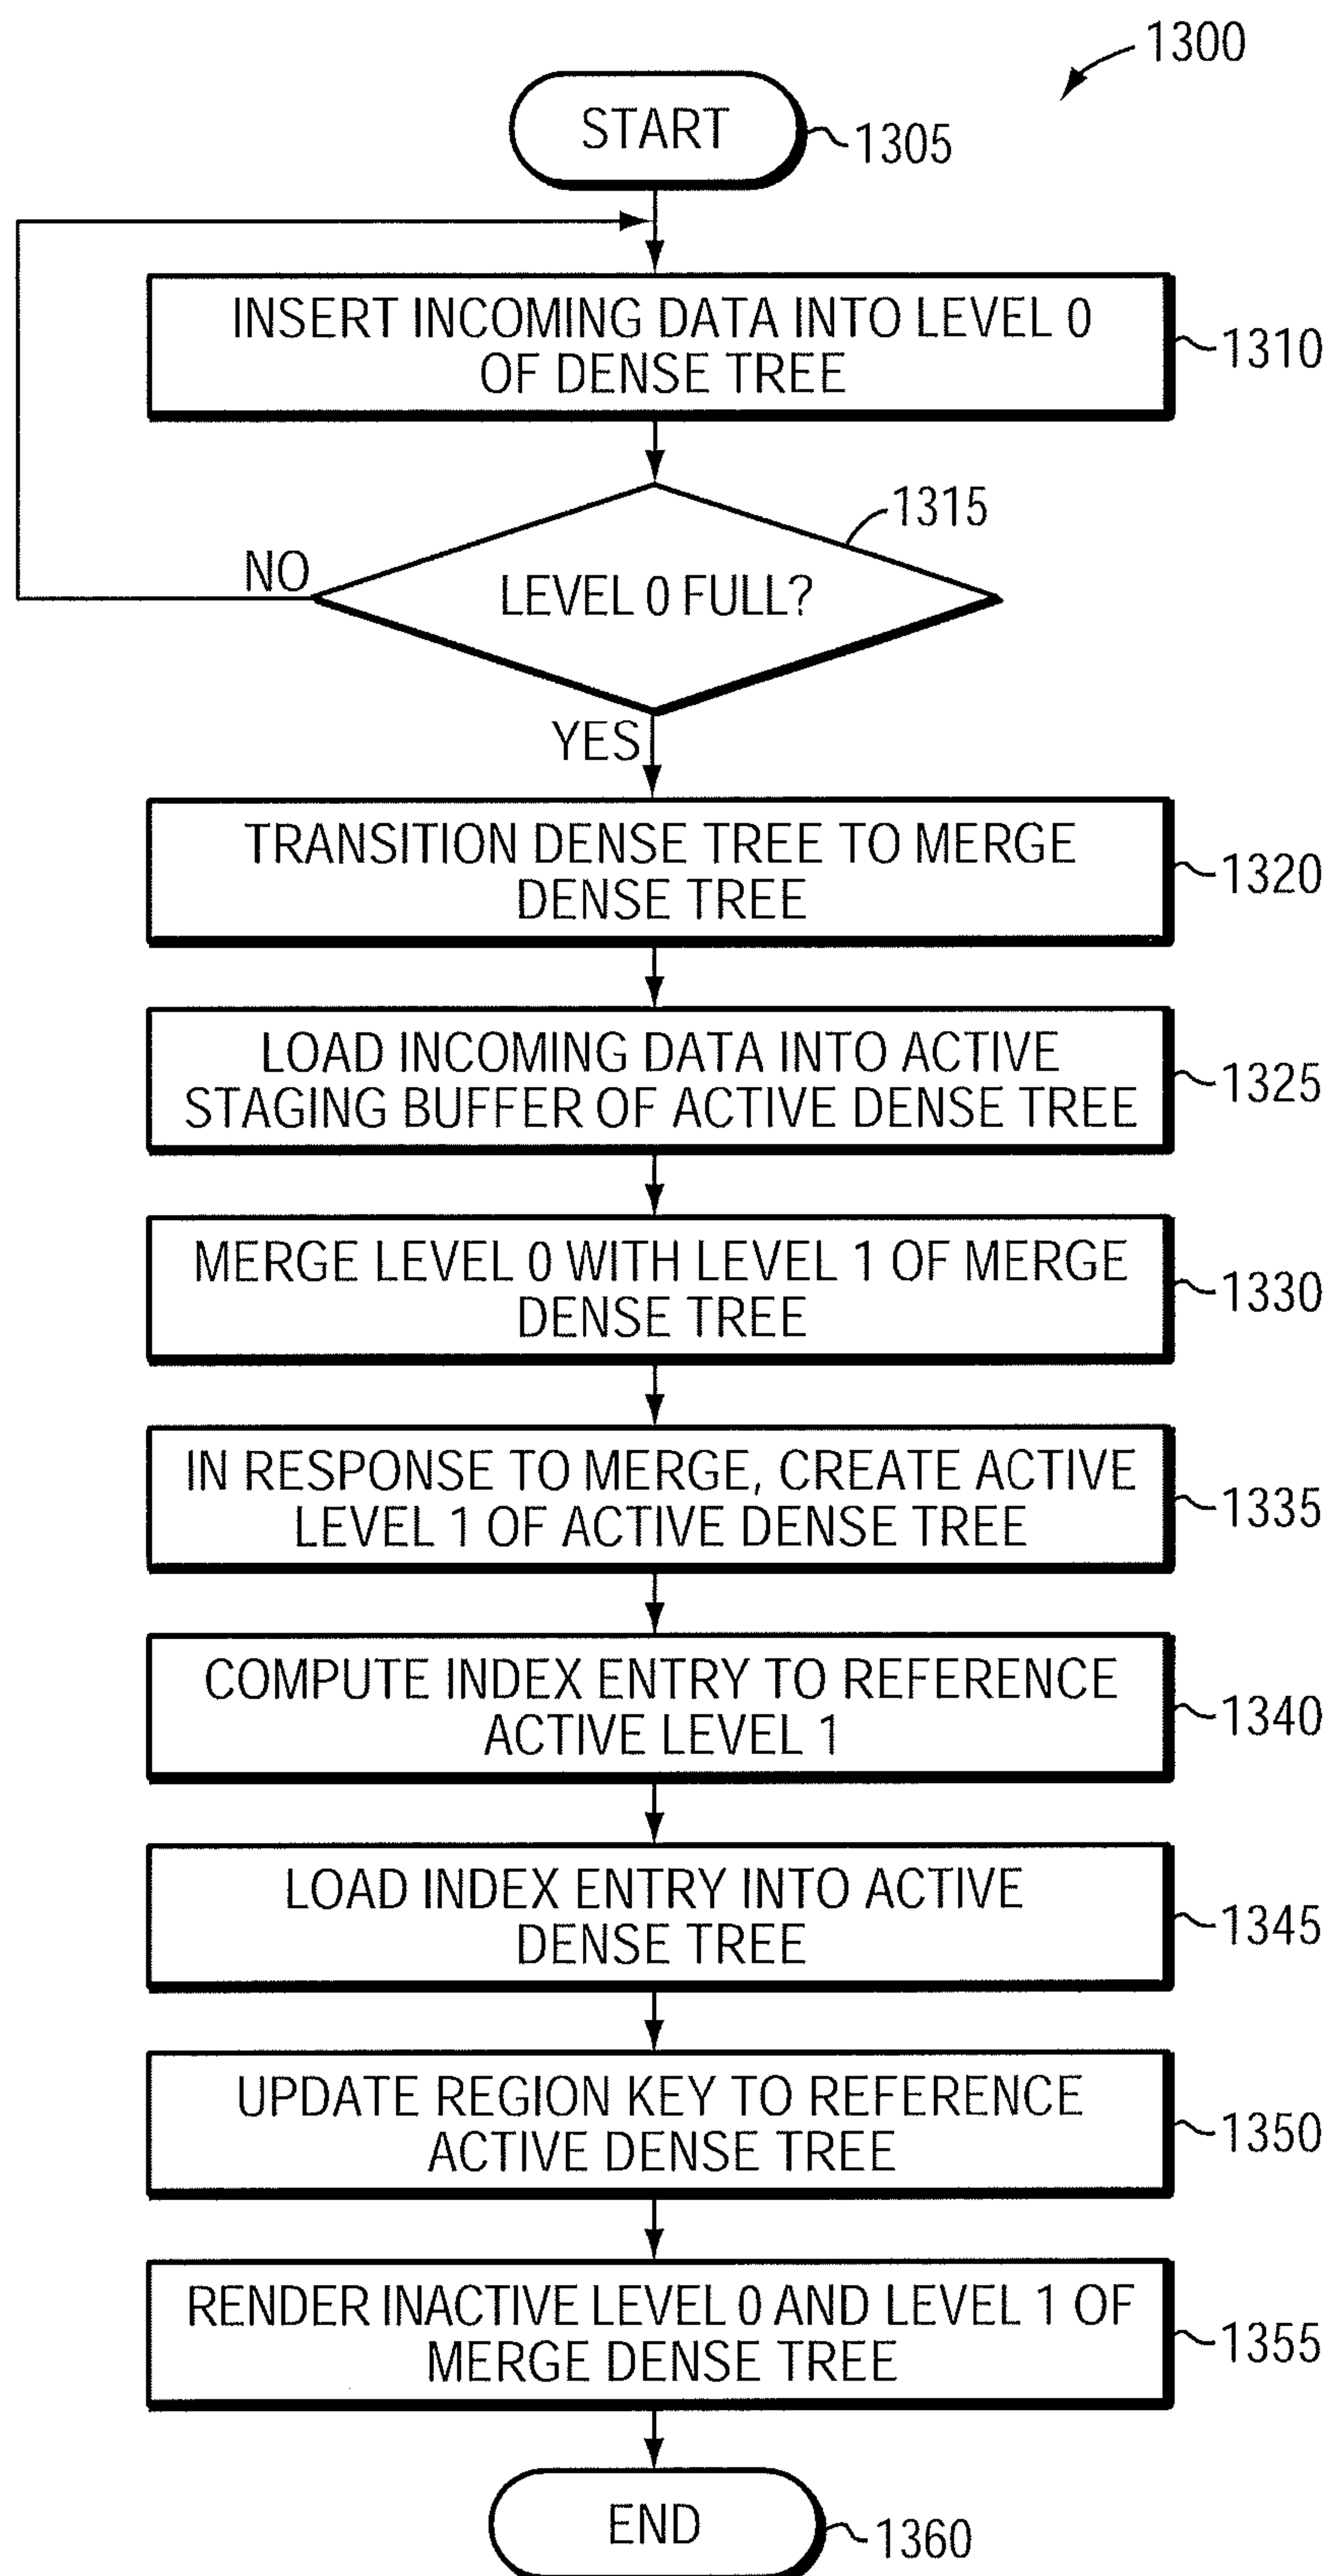 1300
START
1305
INSERT INCOMING DATA INTO LEVEL 0
OF DENSE TREE
1310
1315
LEVEL 0 FULL?
NO
YES
TRANSITION DENSE TREE TO MERGE
DENSE TREE
1320
LOAD INCOMING DATA INTO ACTIVE
STAGING BUFFER OF ACTIVE DENSE TREE
1325
MERGE LEVEL 0 WITH LEVEL 1 OF MERGE
DENSE TREE
1330
IN RESPONSE TO MERGE, CREATE ACTIVE
LEVEL 1 OF ACTIVE DENSE TREE
1335
COMPUTE INDEX ENTRY TO REFERENCE
ACTIVE LEVEL 1
1340
LOAD INDEX ENTRY INTO ACTIVE
DENSE TREE
1345
UPDATE REGION KEY TO REFERENCE
ACTIVE DENSE TREE
1350
RENDER INACTIVE LEVEL 0 AND LEVEL 1 OF
MERGE DENSE TREE
1355
END
1360